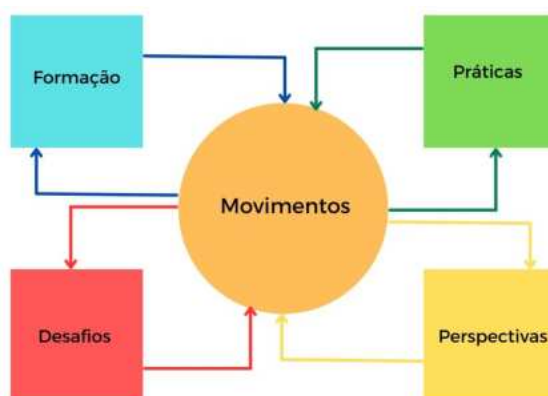 Formação
Práticas
Movimentos
Desafios
Perspectivas